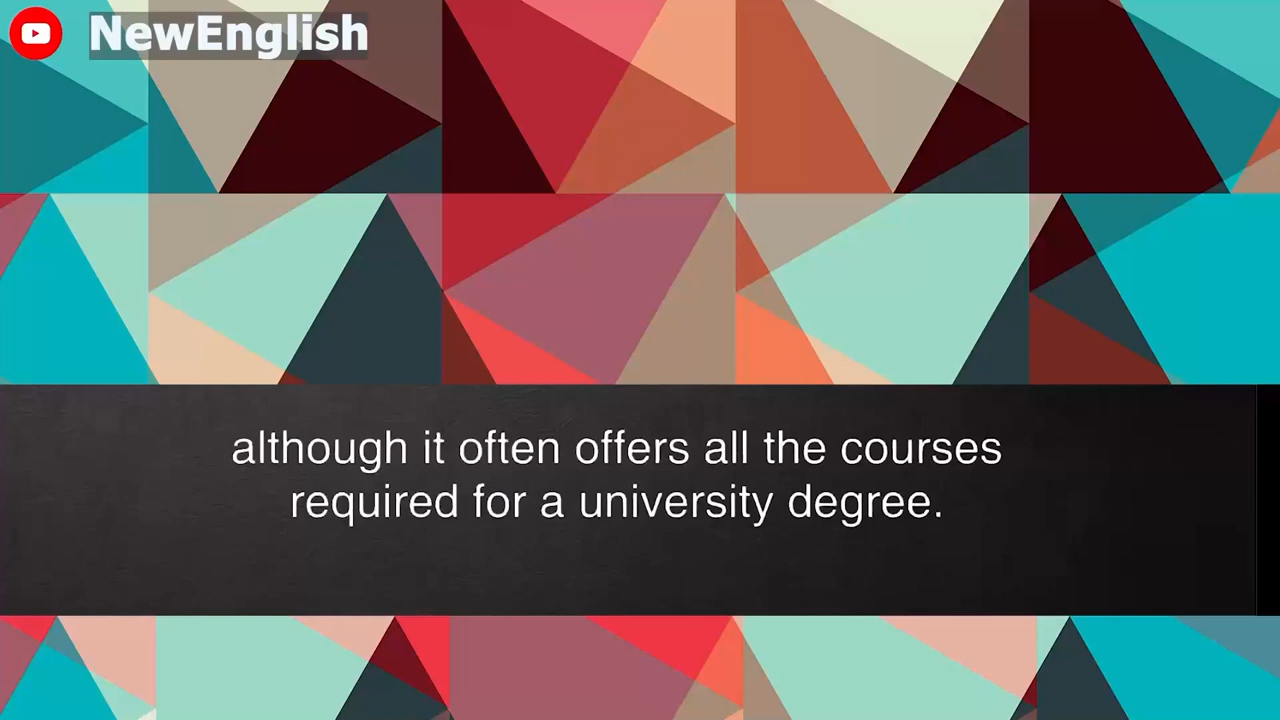 NewEnglish
although it often offers all the courses
required for a university degree.